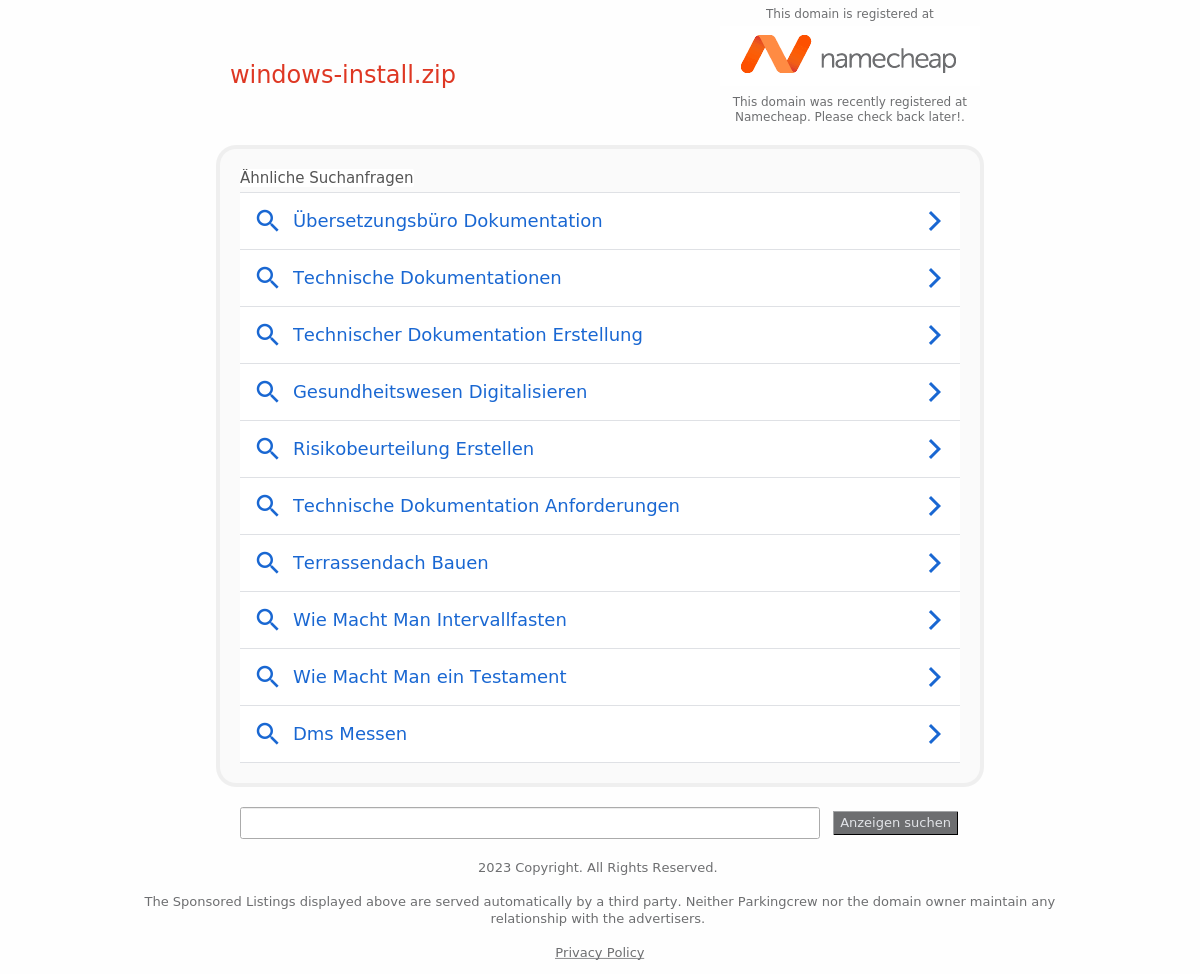 This domain is registered at
namecheap
windows-install.zip
This domain was recently registered at
Namecheap. Please check back later!.
Ähnliche Suchanfragen
Übersetzungsbüro Dokumentation
Technische Dokumentationen
Technischer Dokumentation Erstellung
Gesundheitswesen Digitalisieren
Risikobeurteilung Erstellen
Technische Dokumentation Anforderungen
Terrassendach Bauen
Wie Macht Man Intervallfasten
Wie Macht Man ein Testament
Dms Messen
Anzeigen suchen
2023 Copyright. All Rights Reserved.
The Sponsored Listings displayed above are served automatically by a third party. Neither Parkingcrew nor the domain owner maintain any
relationship with the advertisers.
Privacy Policy